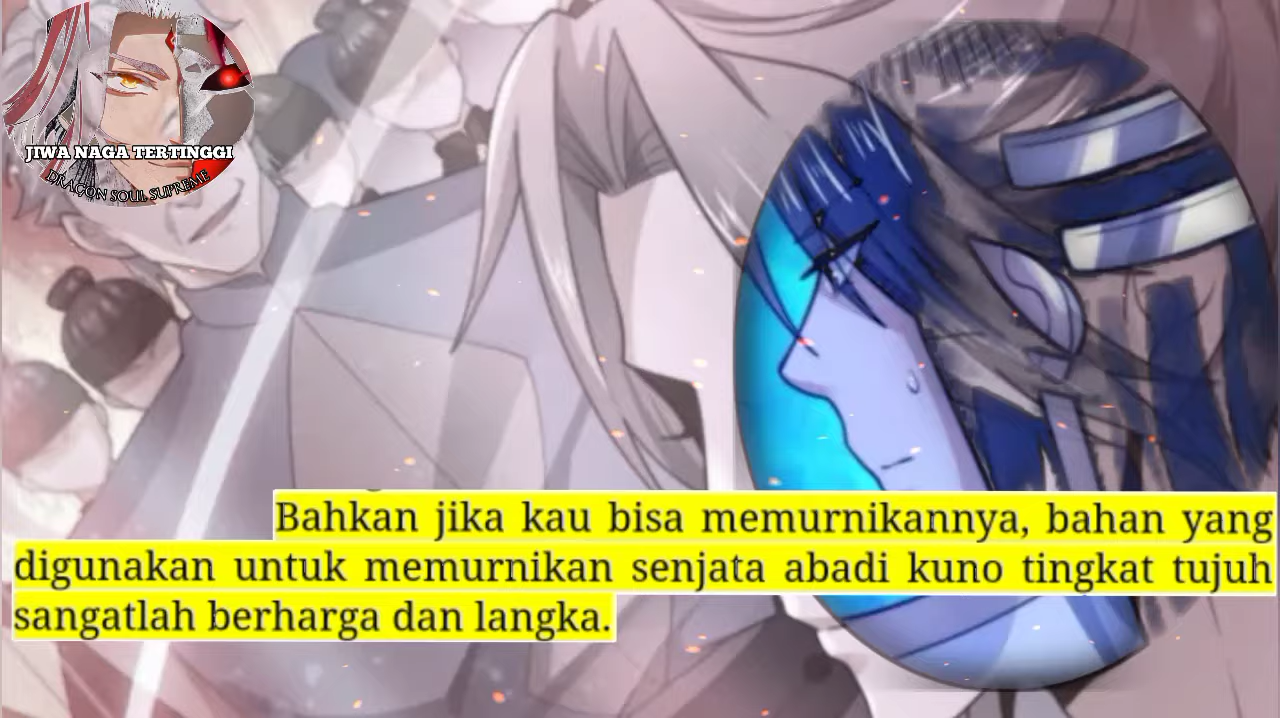 JIWA NAGA TERTINGGI
DRAGON SOUL SUPREME
Bahkan jika kau bisa memurnikannya, bahan yang
digunakan untuk memurnikan senjata abadi kuno tingkat tujuh
sangatlah berharga dan langka.